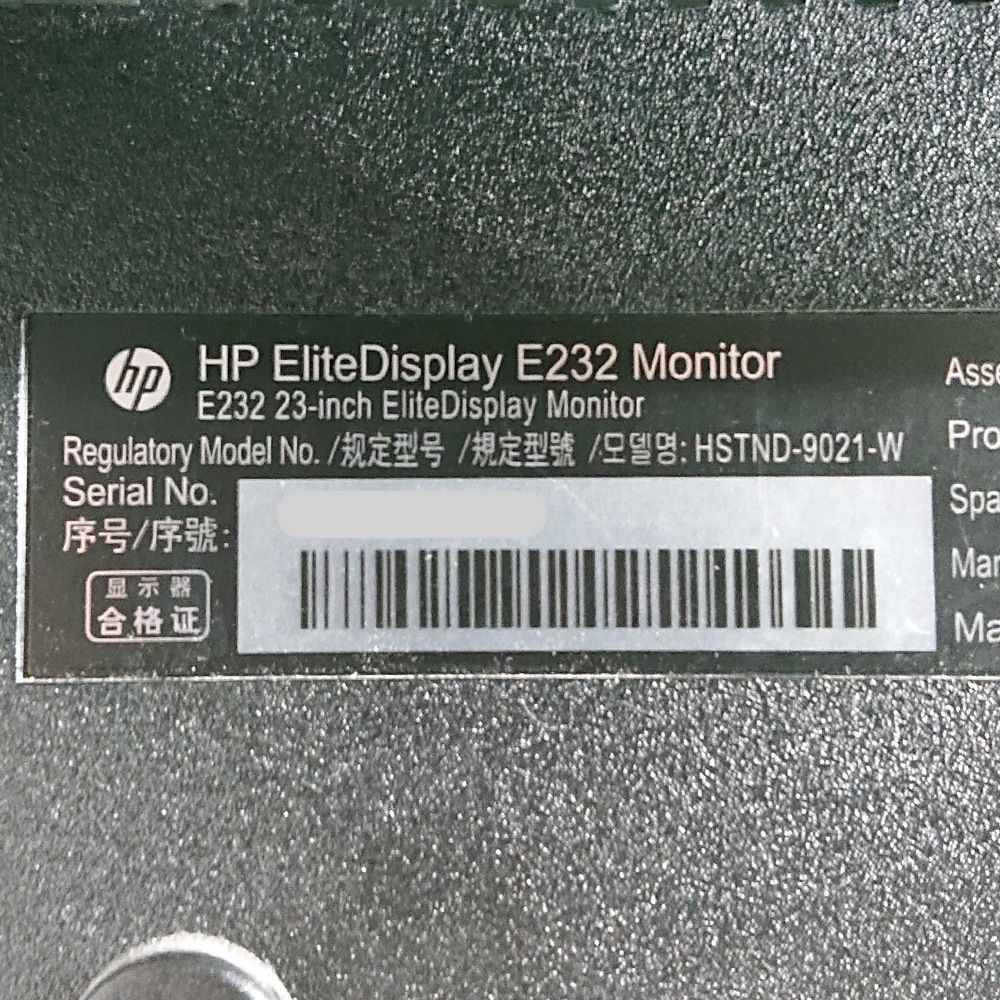 hp
HP EliteDisplay E232 Monitor
E232 23-inch EliteDisplay Monitor
Regulatory Model No. /规定型号 /規定型號 /모델명: HSTND-9021-W
Serial No.
序号/序號:
显示器
合格证
Asse
Pro
Spa
Man
Ma